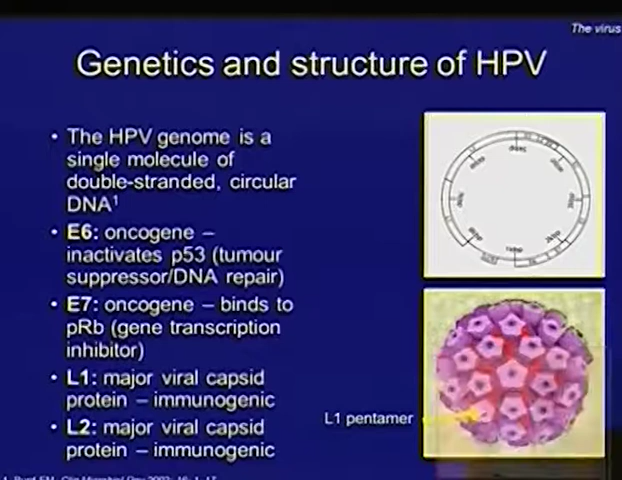 The virus
Genetics and structure of HPV
• The HPV genome is a
single molecule of
double-stranded, circular
DNA¹
• E6: oncogene –
inactivates p53 (tumour
suppressor/DNA repair)
• E7: oncogene – binds to
pRb (gene transcription
inhibitor)
• L1: major viral capsid
protein – immunogenic
• L2: major viral capsid
protein – immunogenic
L1 pentamer